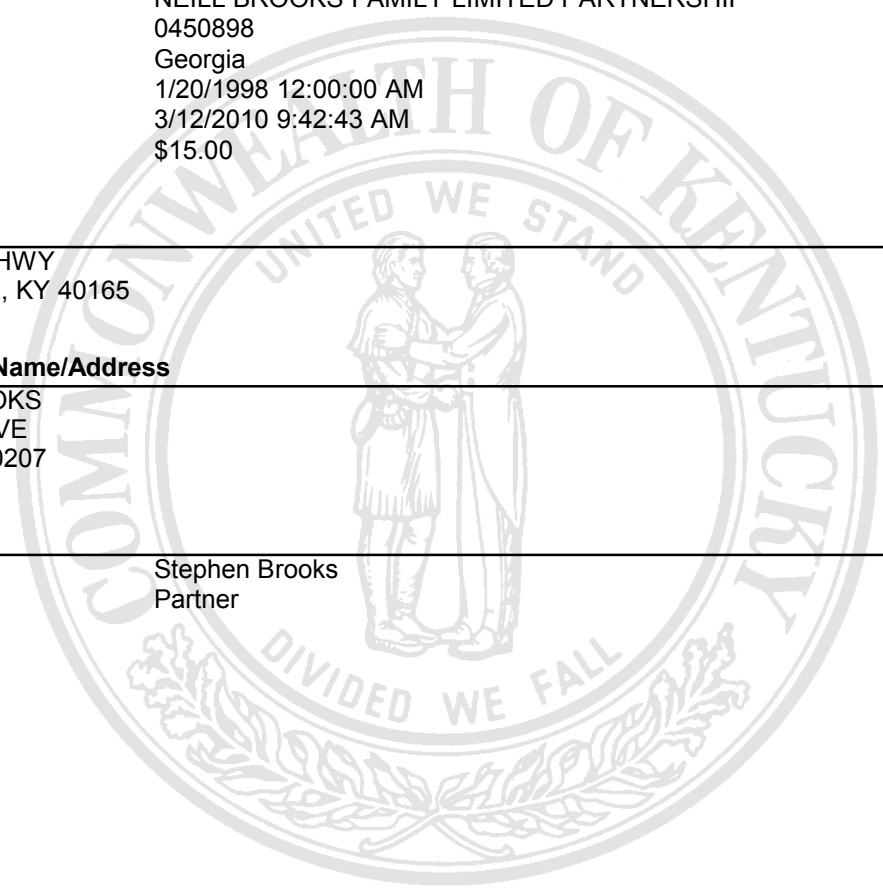 NEILL BROOKS FAMILY LIMITED PARTNERSHIP
0450898
Georgia
1/20/1998 12:00:00 AM
3/12/2010 9:42:43 AM
$15.00
COMMONWEALTH OF KENTUCKY
UNITED WE STAND
HWY
, KY 40165
Name/Address
OKS
VE
0207
Stephen Brooks
Partner
DIVIDED WE FALL